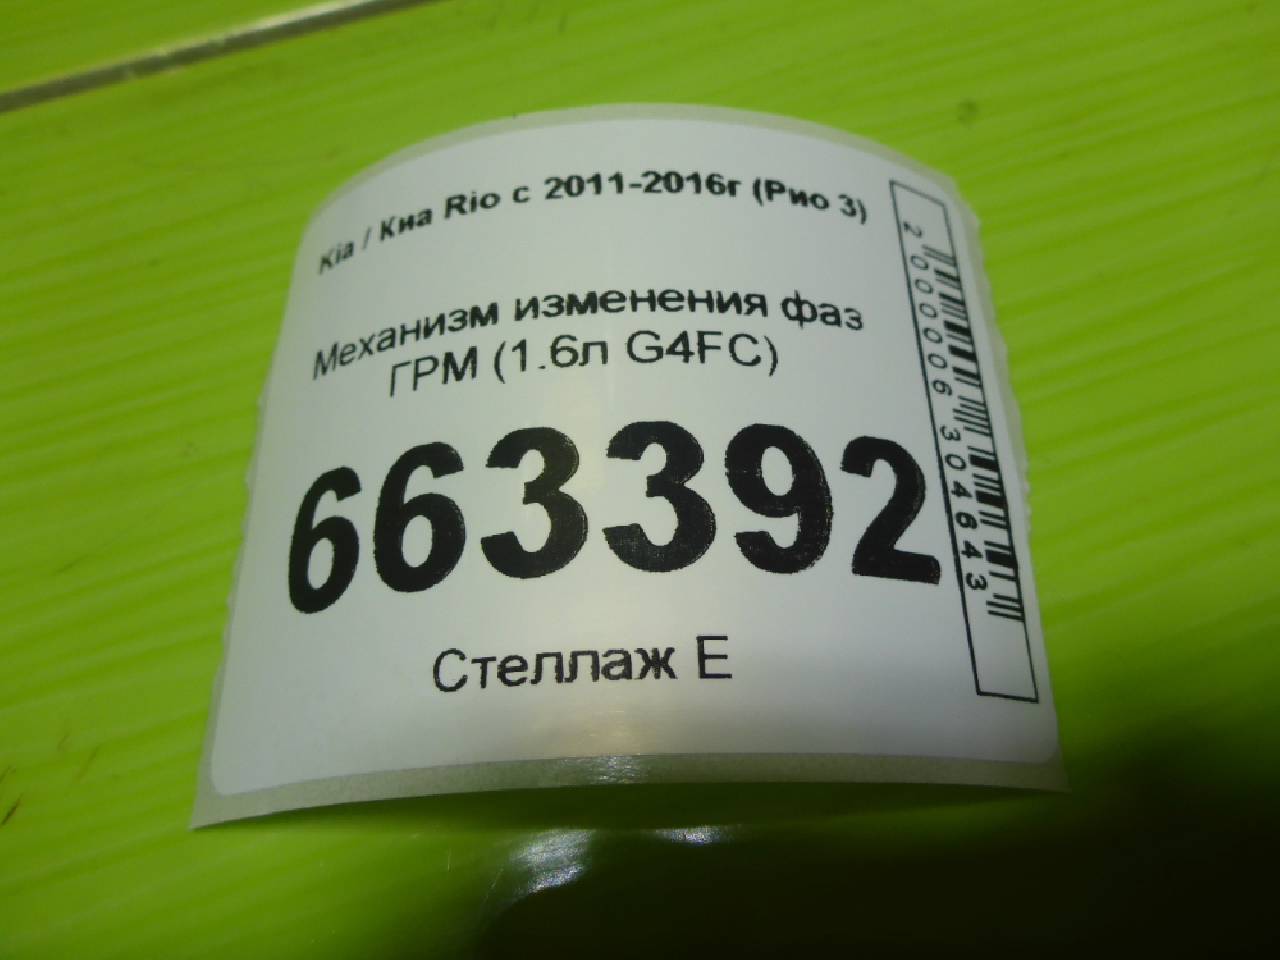 Kia / Киа Rio с 2011-2016г (Рио 3)
Механизм изменения фаз
ГРМ (1.6л G4FC)
663392
Стеллаж Е
2000006304643